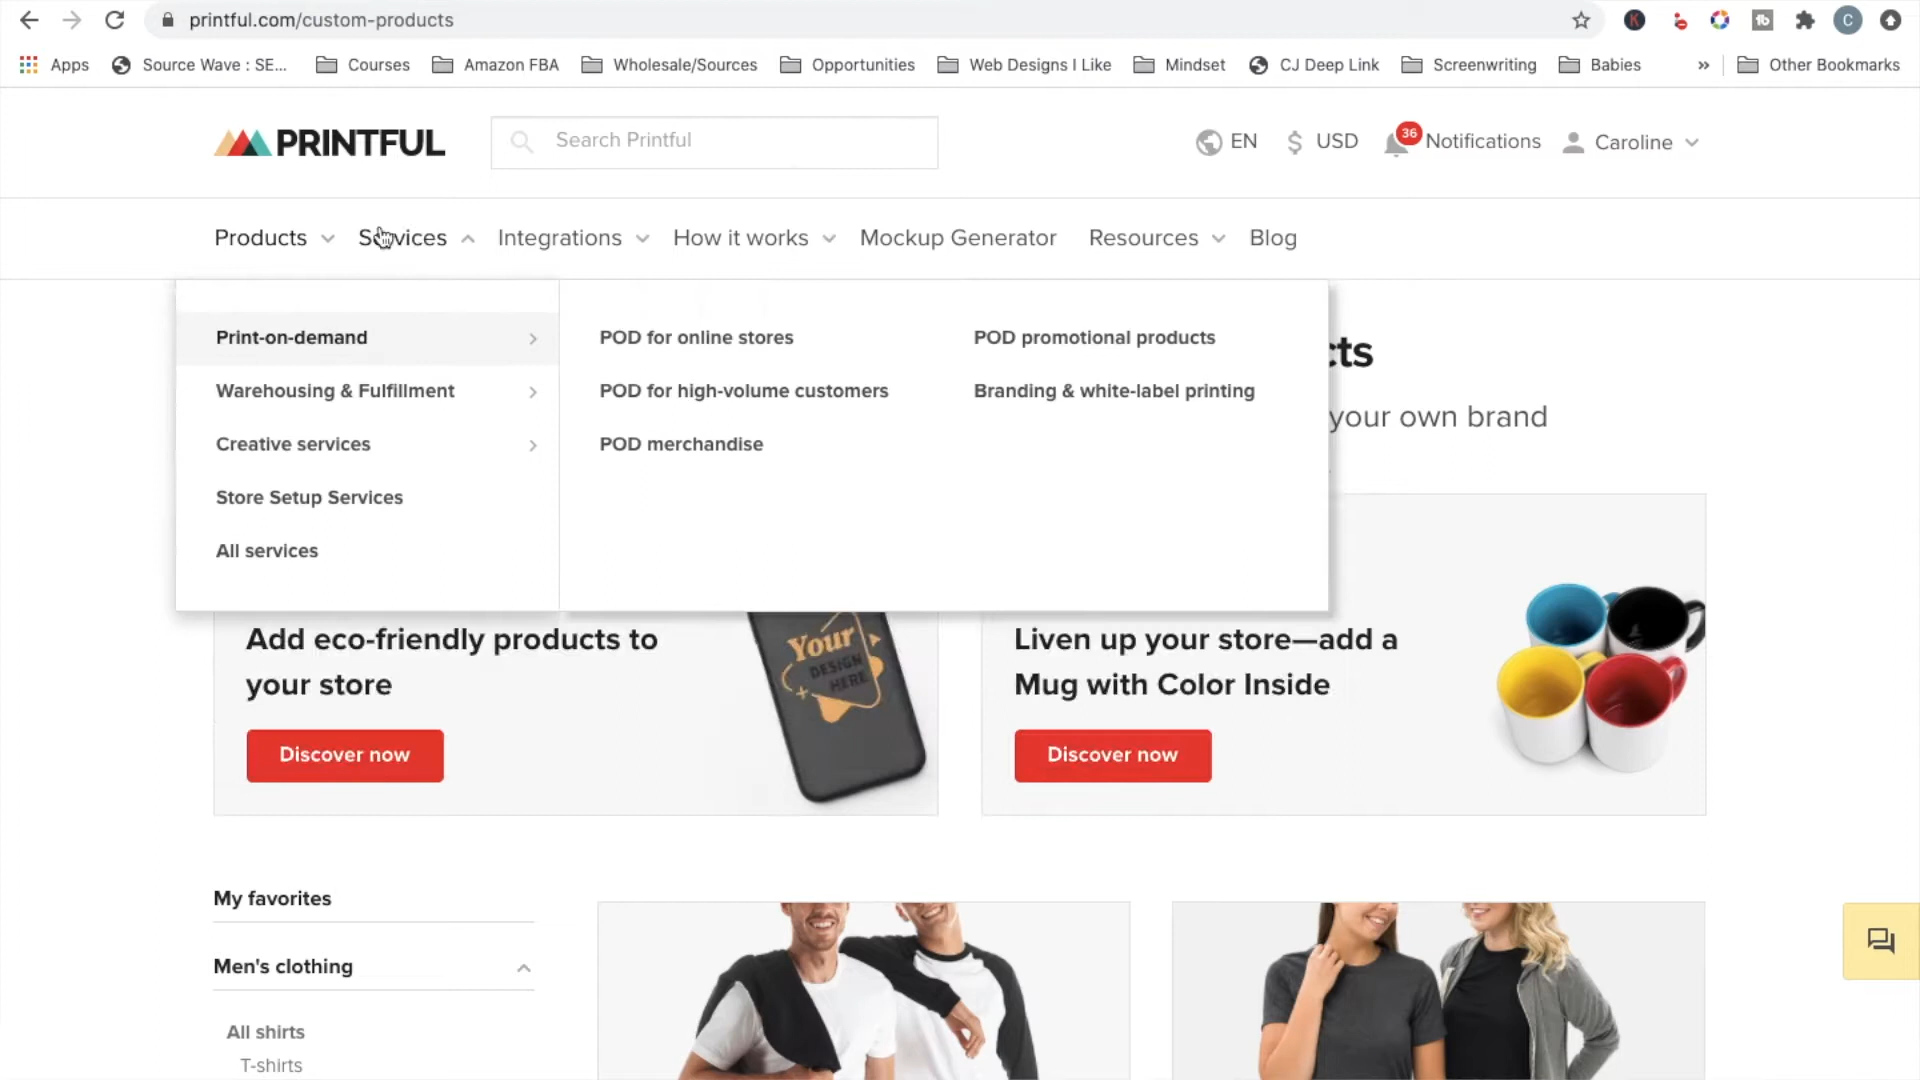 printful.com/custom-products
K
C
Apps
Source Wave : SE...
Courses
Amazon FBA
Wholesale/Sources
Opportunities
Web Designs I Like
Mindset
CJ Deep Link
Screenwriting
Babies
»
Other Bookmarks
PRINTFUL
Search Printful
EN
$ USD
36
Notifications
Caroline
Products
Services
Integrations
How it works
Mockup Generator
Resources
Blog
Print-on-demand
Warehousing & Fulfillment
Creative services
Store Setup Services
All services
POD for online stores
POD for high-volume customers
POD merchandise
POD promotional products
Branding & white-label printing
cts
your own brand
Add eco-friendly products to
your store
Discover now
Your
DESIGN
HERE
Liven up your store—add a
Mug with Color Inside
Discover now
My favorites
Men's clothing
All shirts
T-shirts